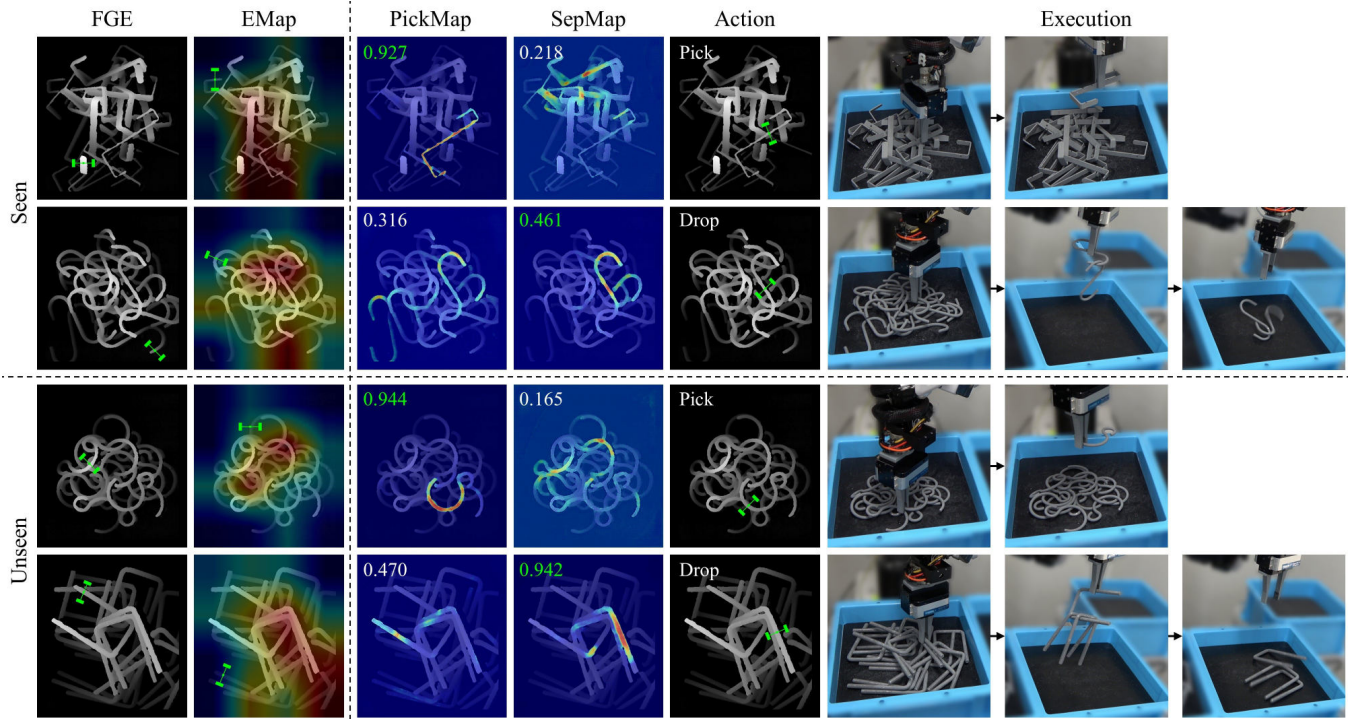 FGE EMap PickMap SepMap Action Execution
Seen
0.927 0.218 Pick
0.316 0.461 Drop
Unseen
0.944 0.165 Pick
0.470 0.942 Drop